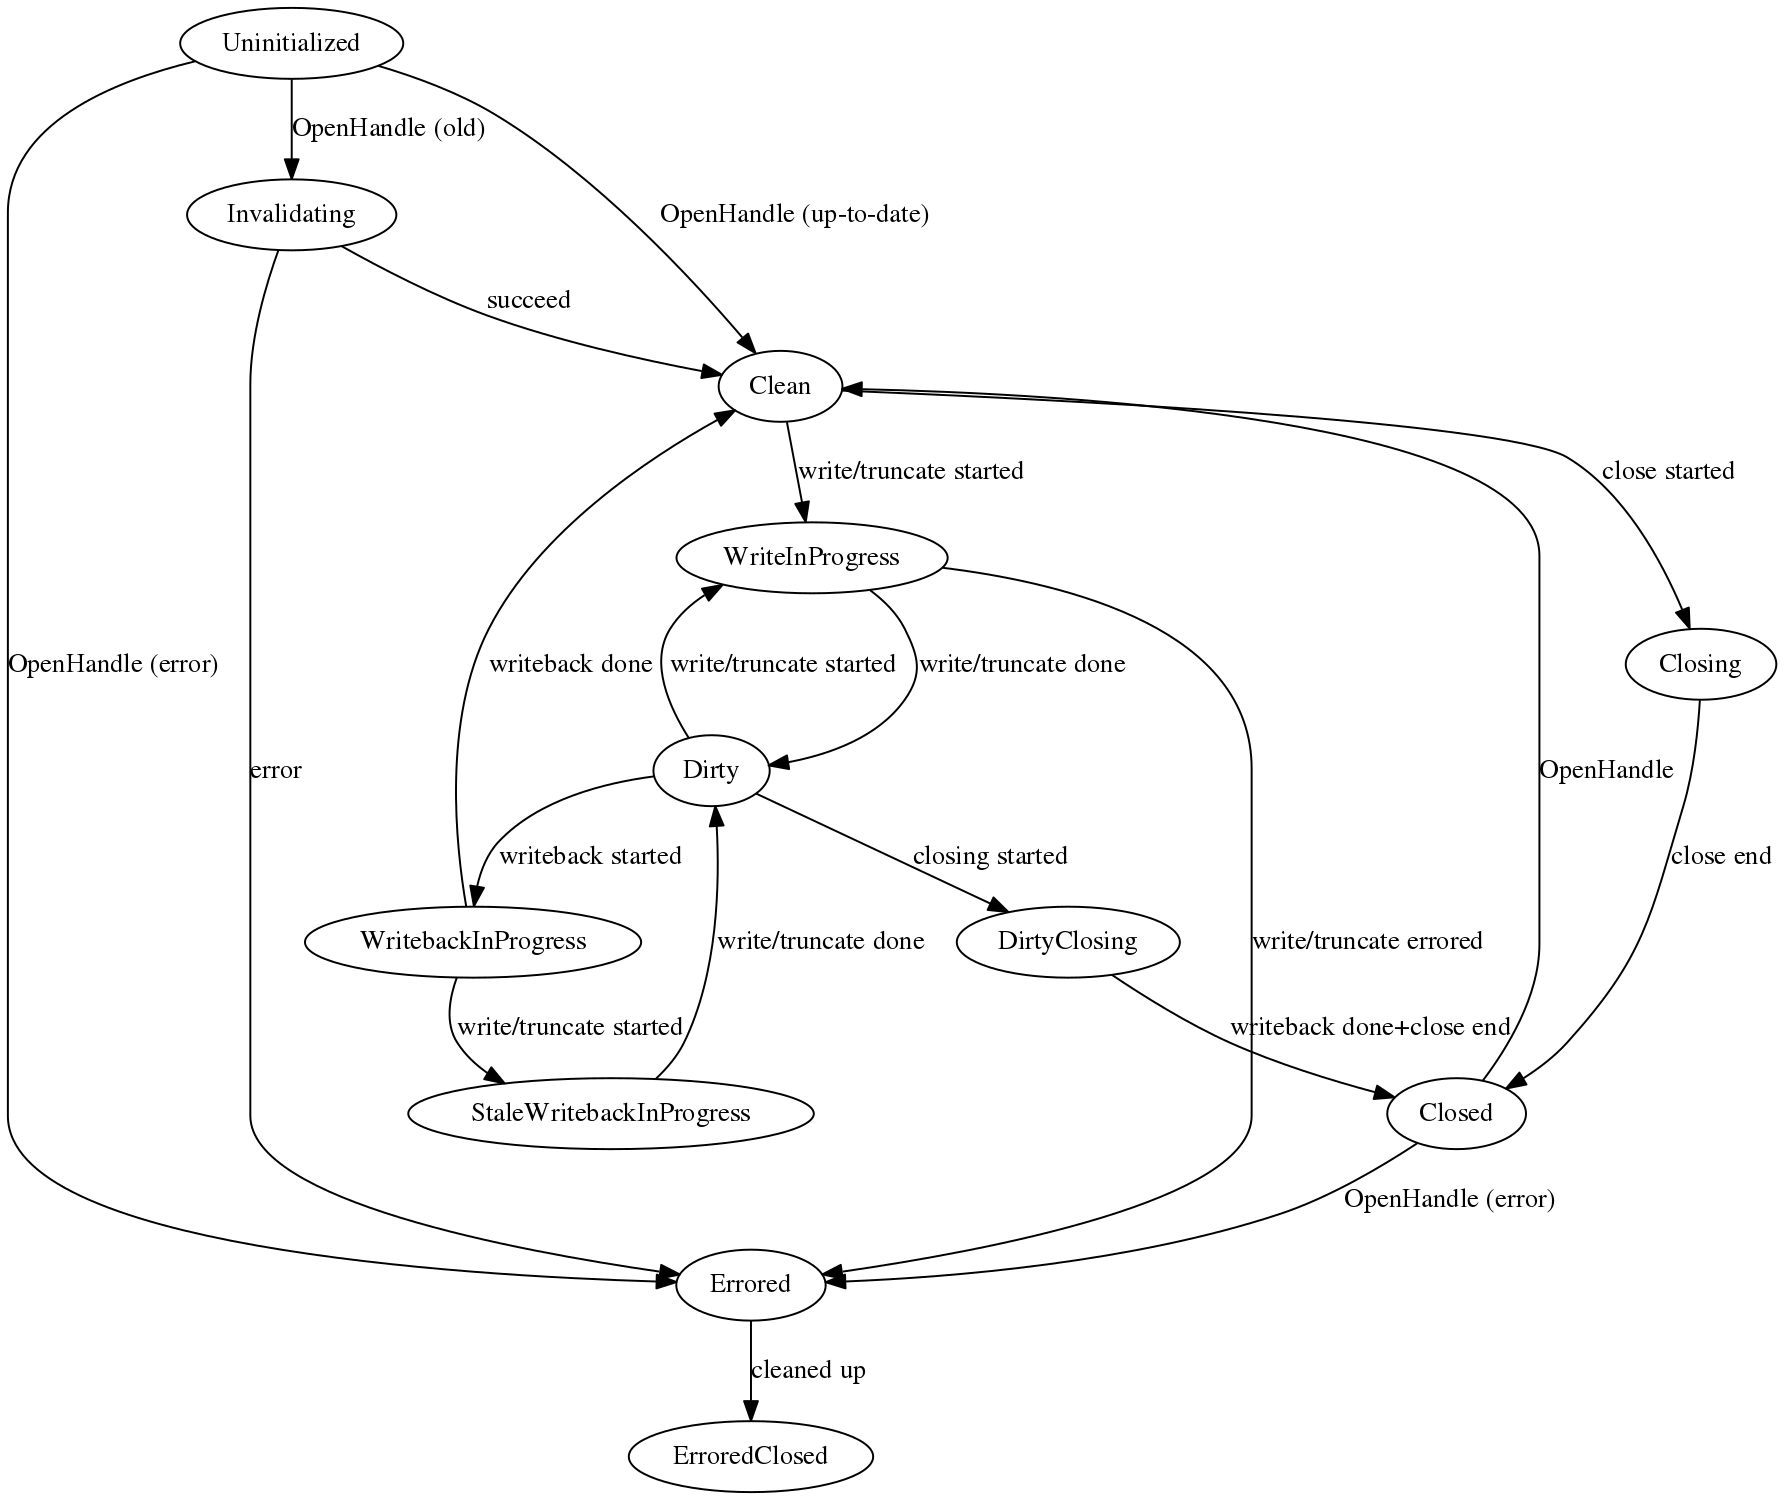 Uninitialized
OpenHandle (old)
Invalidating
OpenHandle (up-to-date)
succeed
Clean
write/truncate started
close started
WriteInProgress
OpenHandle (error)
writeback done
write/truncate started
write/truncate done
Closing
error
Dirty
OpenHandle
writeback started
closing started
close end
WritebackInProgress
write/truncate done
DirtyClosing
write/truncate errored
write/truncate started
writeback done+close end
StaleWritebackInProgress
Closed
OpenHandle (error)
Errored
cleaned up
ErroredClosed